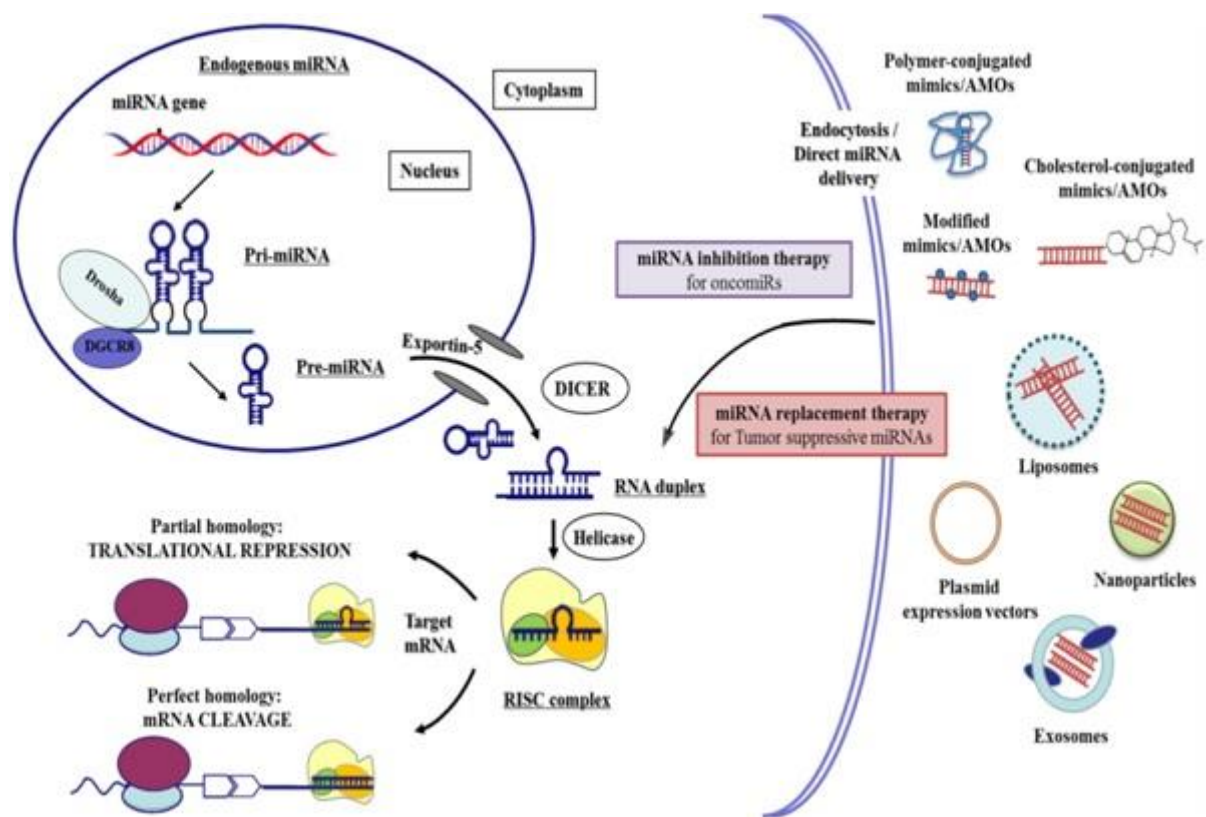 Endogenous miRNA
miRNA gene
Cytoplasm
Nucleus
Pri-miRNA
Drosha
DGCR8
Pre-miRNA
Exportin-5
DICER
RNA duplex
Helicase
Partial homology:
TRANSLATIONAL REPRESSION
Target
mRNA
RISC complex
Perfect homology:
mRNA CLEAVAGE
miRNA inhibition therapy
for oncomiRs
miRNA replacement therapy
for Tumor suppressive miRNAs
Endocytosis /
Direct miRNA
delivery
Polymer-conjugated
mimics/AMOs
Cholesterol-conjugated
mimics/AMOs
Modified
mimics/AMOs
Liposomes
Plasmid
expression vectors
Nanoparticles
Exosomes